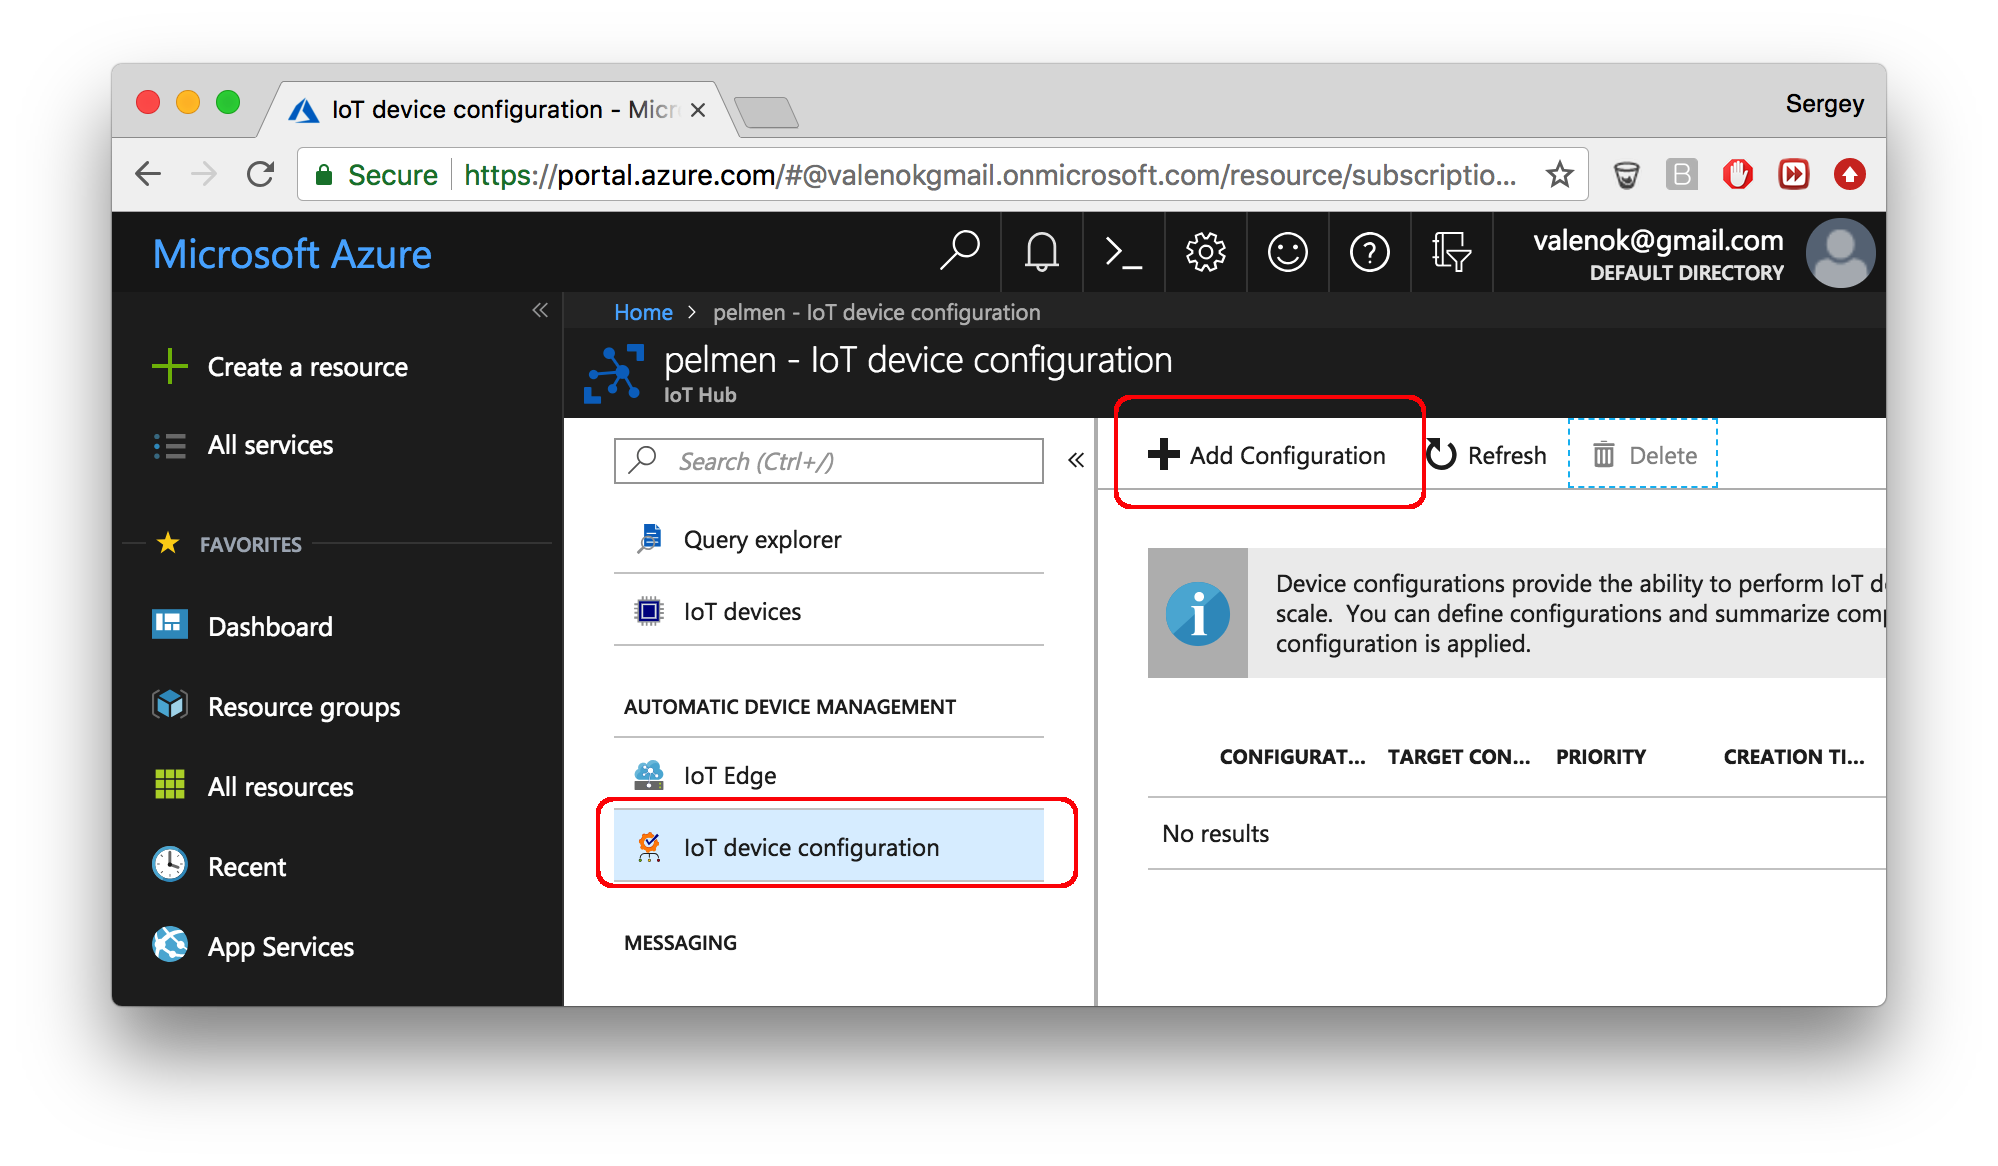 IoT device configuration - Micr
Sergey
Secure
https://portal.azure.com/#@valenokgmail.onmicrosoft.com/resource/subscriptio...
B
Microsoft Azure
valenok@gmail.com
DEFAULT DIRECTORY
Create a resource
All services
FAVORITES
Dashboard
Resource groups
All resources
Recent
App Services
Home > pelmen - IoT device configuration
pelmen - IoT device configuration
IoT Hub
Search (Ctrl+/)
Query explorer
IoT devices
AUTOMATIC DEVICE MANAGEMENT
IoT Edge
IoT device configuration
MESSAGING
Add Configuration
Refresh
Delete
Device configurations provide the ability to perform IoT d
scale. You can define configurations and summarize comp
configuration is applied.
CONFIGURAT... TARGET CON... PRIORITY CREATION TI...
No results